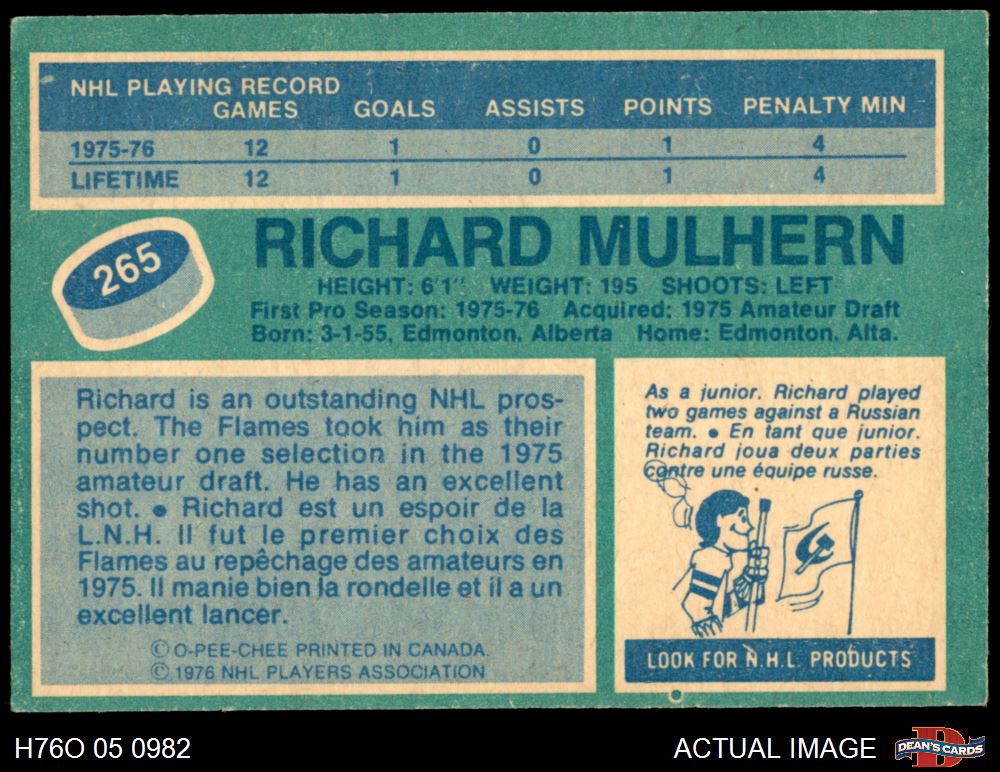 NHL PLAYING RECORD
GAMES GOALS ASSISTS POINTS PENALTY MIN
1975-76 12 1 0 1 4
LIFETIME 12 1 0 1 4
265
RICHARD MULHERN
HEIGHT: 6'1" WEIGHT: 195 SHOOTS: LEFT
First Pro Season: 1975-76 Acquired: 1975 Amateur Draft
Born: 3-1-55, Edmonton, Alberta Home: Edmonton, Alta.
Richard is an outstanding NHL pros-
pect. The Flames took him as their
number one selection in the 1975
amateur draft. He has an excellent
shot. ● Richard est un espoir de la
L.N.H. Il fut le premier choix des
Flames au repêchage des amateurs en
1975. Il manie bien la rondelle et il a un
excellent lancer.
© O-PEE-CHEE PRINTED IN CANADA.
© 1976 NHL PLAYERS ASSOCIATION
As a junior, Richard played
two games against a Russian
team. ● En tant que junior,
Richard joua deux parties
contre une équipe russe.
LOOK FOR N.H.L. PRODUCTS
H76O 05 0982
ACTUAL IMAGE
D
DEAN'S CARDS